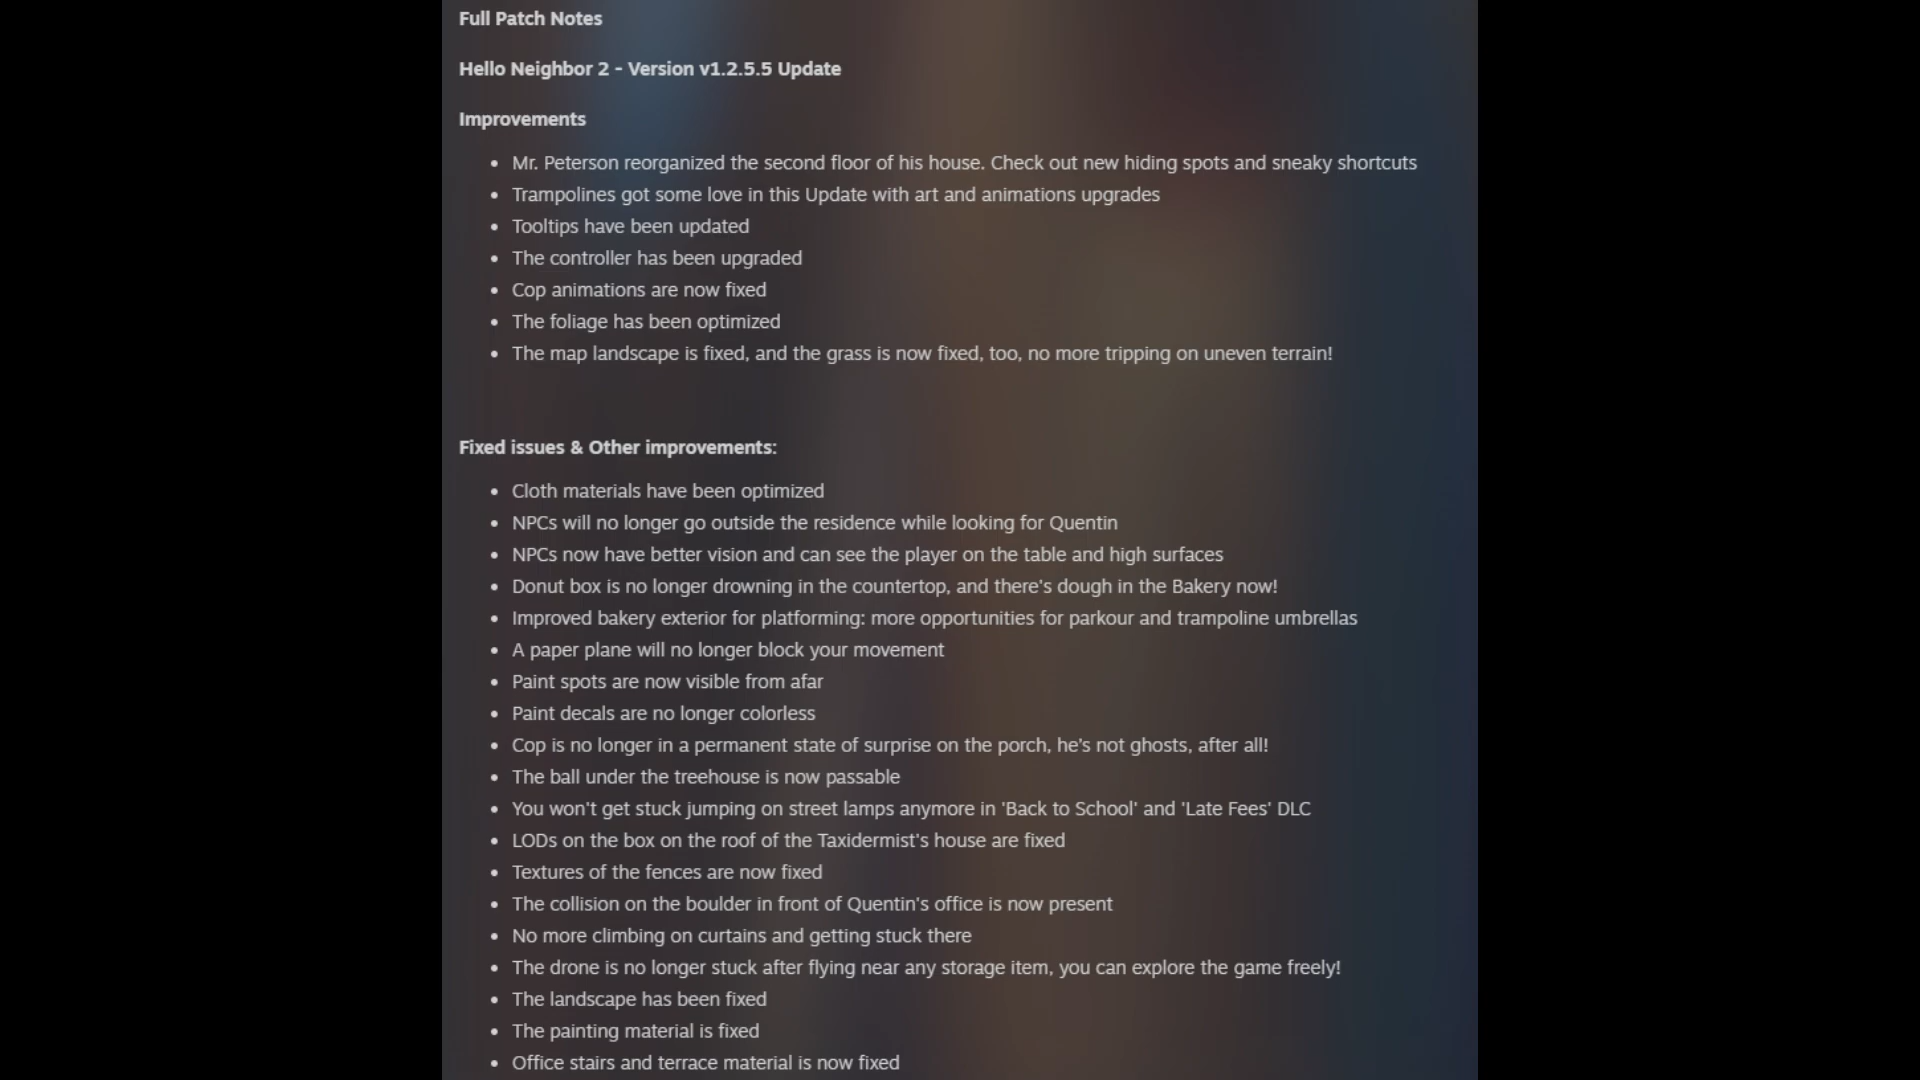 Full Patch Notes
Hello Neighbor 2 - Version v1.2.5.5 Update
Improvements
• Mr. Peterson reorganized the second floor of his house. Check out new hiding spots and sneaky shortcuts
• Trampolines got some love in this Update with art and animations upgrades
• Tooltips have been updated
• The controller has been upgraded
• Cop animations are now fixed
• The foliage has been optimized
• The map landscape is fixed, and the grass is now fixed, too, no more tripping on uneven terrain!
Fixed issues & Other improvements:
• Cloth materials have been optimized
• NPCs will no longer go outside the residence while looking for Quentin
• NPCs now have better vision and can see the player on the table and high surfaces
• Donut box is no longer drowning in the countertop, and there's dough in the Bakery now!
• Improved bakery exterior for platforming: more opportunities for parkour and trampoline umbrellas
• A paper plane will no longer block your movement
• Paint spots are now visible from afar
• Paint decals are no longer colorless
• Cop is no longer in a permanent state of surprise on the porch, he's not ghosts, after all!
• The ball under the treehouse is now passable
• You won't get stuck jumping on street lamps anymore in 'Back to School' and 'Late Fees' DLC
• LODs on the box on the roof of the Taxidermist's house are fixed
• Textures of the fences are now fixed
• The collision on the boulder in front of Quentin's office is now present
• No more climbing on curtains and getting stuck there
• The drone is no longer stuck after flying near any storage item, you can explore the game freely!
• The landscape has been fixed
• The painting material is fixed
• Office stairs and terrace material is now fixed